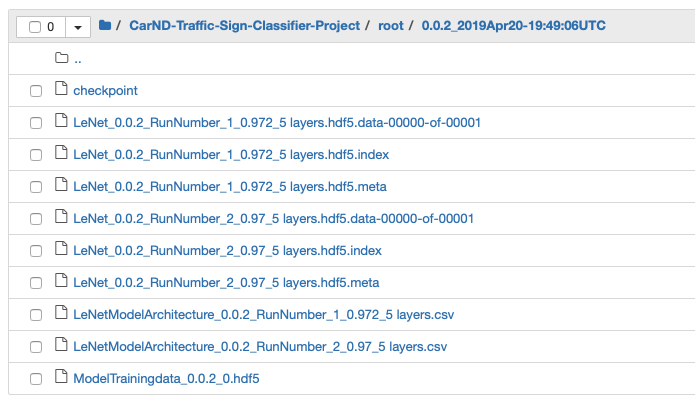 0 / CarND-Traffic-Sign-Classifier-Project / root / 0.0.2_2019Apr20-19:49:06UTC
..
checkpoint
LeNet_0.0.2_RunNumber_1_0.972_5 layers.hdf5.data-00000-of-00001
LeNet_0.0.2_RunNumber_1_0.972_5 layers.hdf5.index
LeNet_0.0.2_RunNumber_1_0.972_5 layers.hdf5.meta
LeNet_0.0.2_RunNumber_2_0.97_5 layers.hdf5.data-00000-of-00001
LeNet_0.0.2_RunNumber_2_0.97_5 layers.hdf5.index
LeNet_0.0.2_RunNumber_2_0.97_5 layers.hdf5.meta
LeNetModelArchitecture_0.0.2_RunNumber_1_0.972_5 layers.csv
LeNetModelArchitecture_0.0.2_RunNumber_2_0.97_5 layers.csv
ModelTrainingdata_0.0.2_0.hdf5